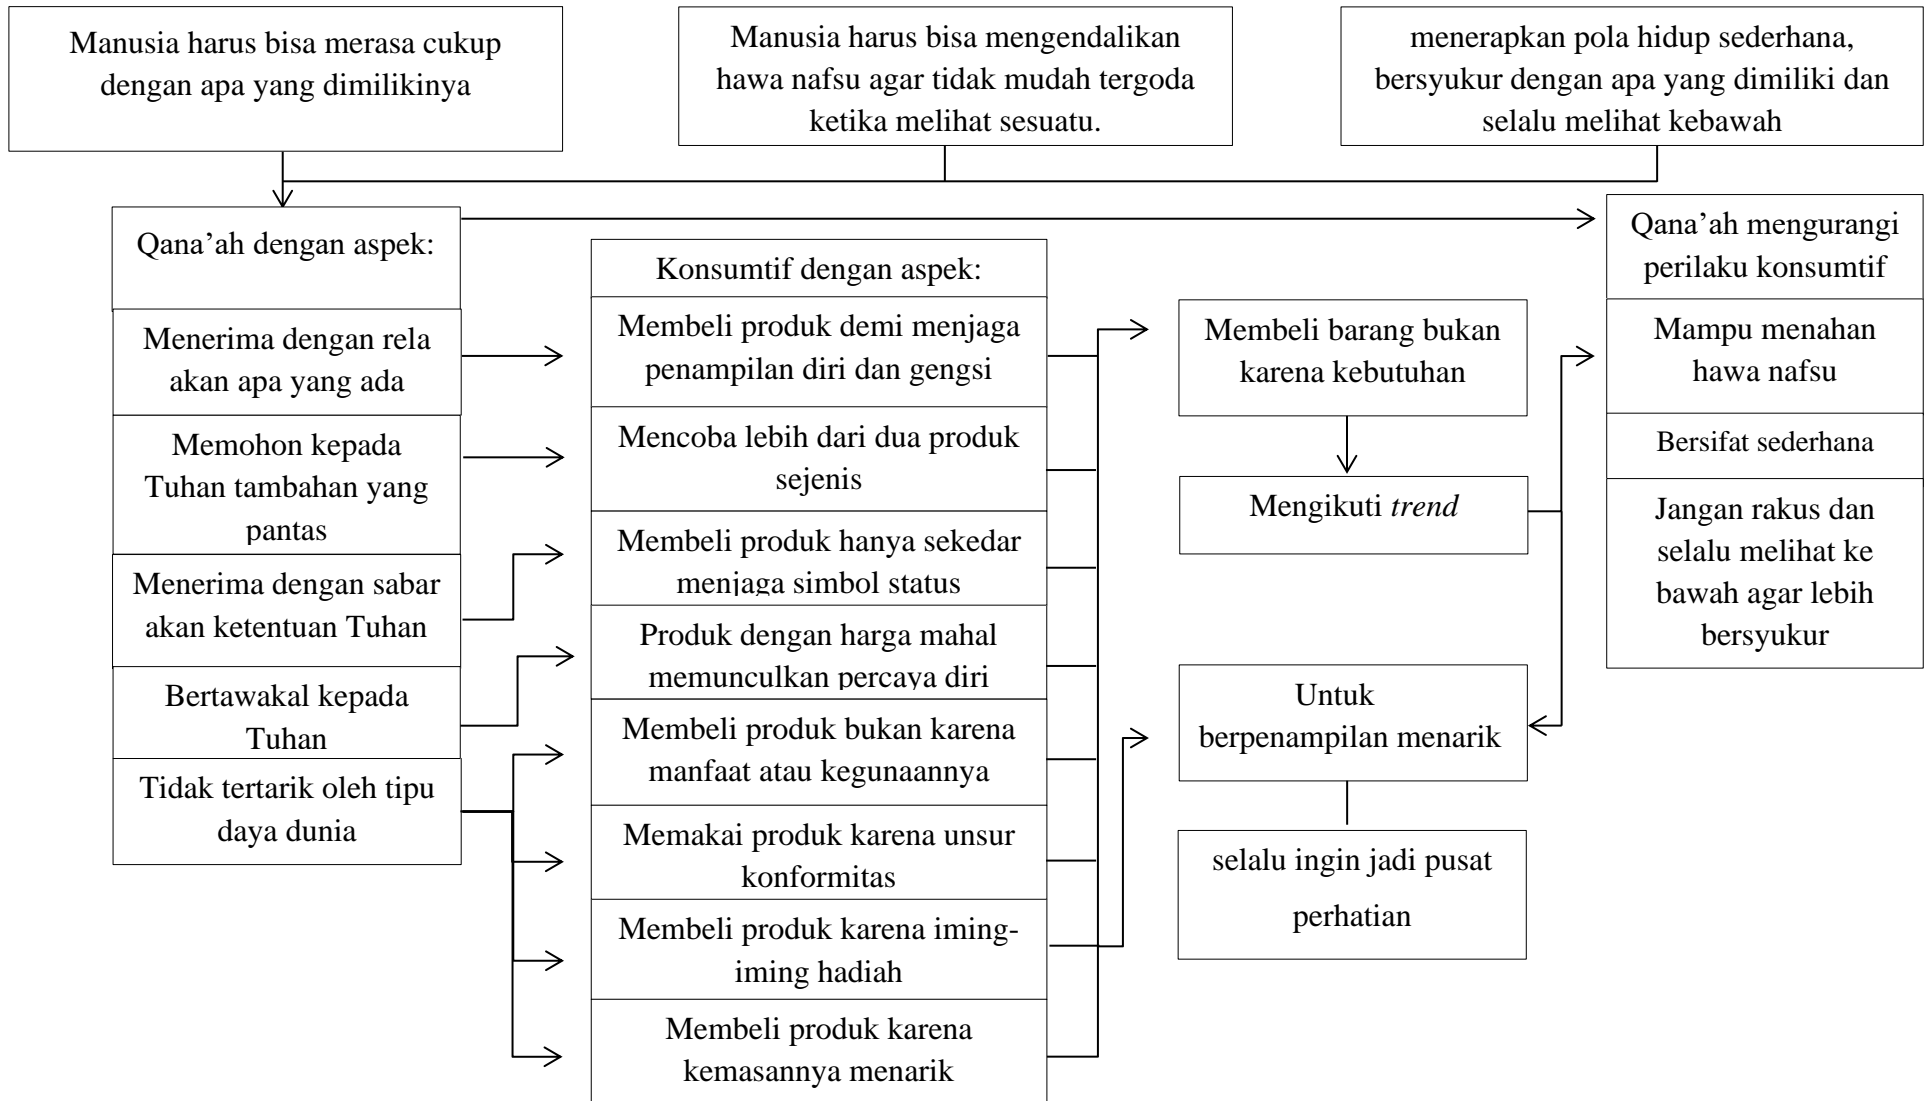 Manusia harus bisa merasa cukup
dengan apa yang dimilikinya
Manusia harus bisa mengendalikan
hawa nafsu agar tidak mudah tergoda
ketika melihat sesuatu.
menerapkan pola hidup sederhana,
bersyukur dengan apa yang dimiliki dan
selalu melihat kebawah
Qana’ah dengan aspek:
Menerima dengan rela
akan apa yang ada
Memohon kepada
Tuhan tambahan yang
pantas
Menerima dengan sabar
akan ketentuan Tuhan
Bertawakal kepada
Tuhan
Tidak tertarik oleh tipu
daya dunia
Konsumtif dengan aspek:
Membeli produk demi menjaga
penampilan diri dan gengsi
Mencoba lebih dari dua produk
sejenis
Membeli produk hanya sekedar
menjaga simbol status
Produk dengan harga mahal
memunculkan percaya diri
Membeli produk bukan karena
manfaat atau kegunaannya
Memakai produk karena unsur
konformitas
Membeli produk karena iming-
iming hadiah
Membeli produk karena
kemasannya menarik
Membeli barang bukan
karena kebutuhan
Mengikuti trend
Untuk
berpenampilan menarik
selalu ingin jadi pusat
perhatian
Qana’ah mengurangi
perilaku konsumtif
Mampu menahan
hawa nafsu
Bersifat sederhana
Jangan rakus dan
selalu melihat ke
bawah agar lebih
bersyukur